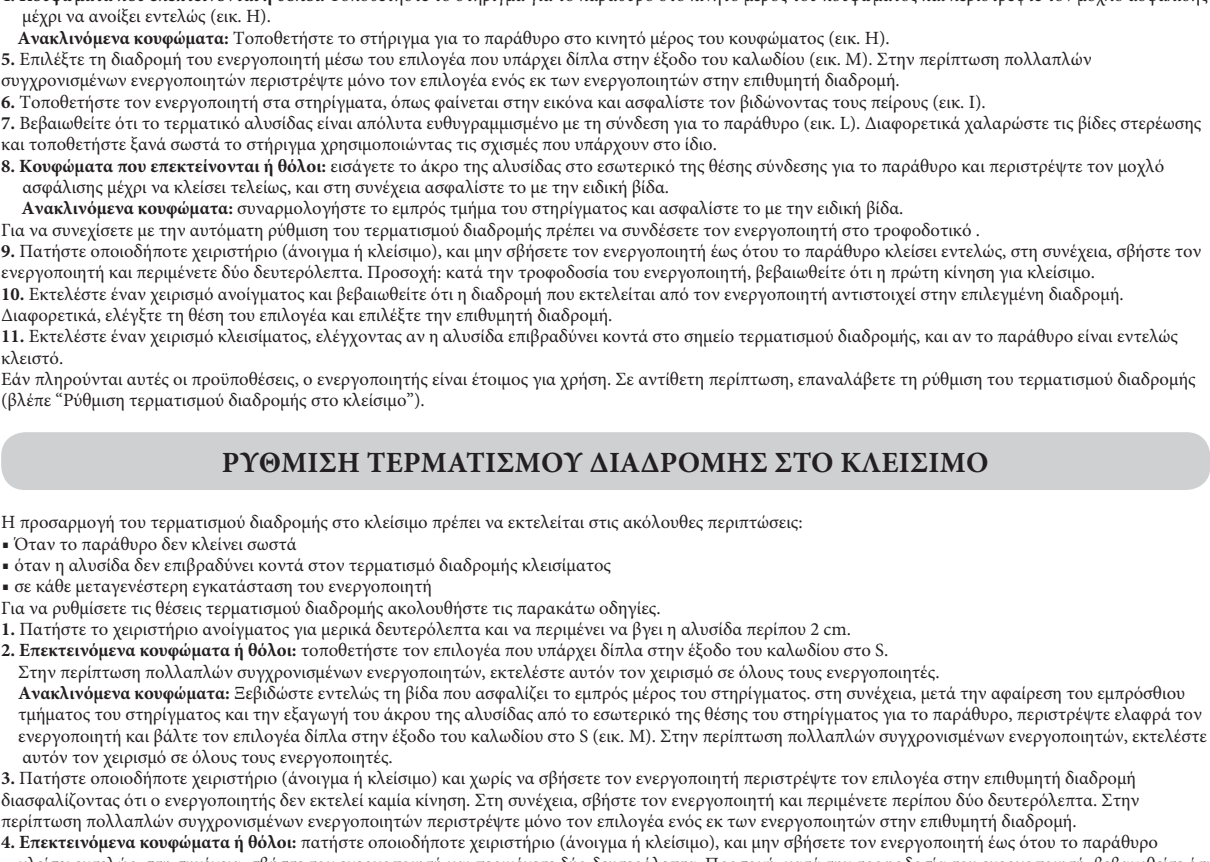 μέχρι να ανοίξει εντελώς (εικ. H).
Ανακλινόμενα κουφώματα: Τοποθετήστε το στήριγμα για το παράθυρο στο κινητό μέρος του κουφώματος (εικ. H).
5. Επιλέξτε τη διαδρομή του ενεργοποιητή μέσω του επιλογέα που υπάρχει δίπλα στην έξοδο του καλωδίου (εικ. M). Στην περίπτωση πολλαπλών
συγχρονισμένων ενεργοποιητών περιστρέψτε μόνο τον επιλογέα ενός εκ των ενεργοποιητών στην επιθυμητή διαδρομή.
6. Τοποθετήστε τον ενεργοποιητή στα στηρίγματα, όπως φαίνεται στην εικόνα και ασφαλίστε τον βιδώνοντας τους πείρους (εικ. I).
7. Βεβαιωθείτε ότι το τερματικό αλυσίδας είναι απόλυτα ευθυγραμμισμένο με τη σύνδεση για το παράθυρο (εικ. L). Διαφορετικά χαλαρώστε τις βίδες στερέωσης
και τοποθετήστε ξανά σωστά το στήριγμα χρησιμοποιώντας τις σχισμές που υπάρχουν στο ίδιο.
8. Κουφώματα που επεκτείνονται ή θόλοι: εισάγετε το άκρο της αλυσίδας στο εσωτερικό της θέσης σύνδεσης για το παράθυρο και περιστρέψτε τον μοχλό
ασφάλισης μέχρι να κλείσει τελείως, και στη συνέχεια ασφαλίστε το με την ειδική βίδα.
Ανακλινόμενα κουφώματα: συναρμολογήστε το εμπρός τμήμα του στηρίγματος και ασφαλίστε το με την ειδική βίδα.
Για να συνεχίσετε με την αυτόματη ρύθμιση του τερματισμού διαδρομής πρέπει να συνδέσετε τον ενεργοποιητή στο τροφοδοτικό .
9. Πατήστε οποιοδήποτε χειριστήριο (άνοιγμα ή κλείσιμο), και μην σβήσετε τον ενεργοποιητή έως ότου το παράθυρο κλείσει εντελώς, στη συνέχεια, σβήστε τον
ενεργοποιητή και περιμένετε δύο δευτερόλεπτα. Προσοχή: κατά την τροφοδοσία του ενεργοποιητή, βεβαιωθείτε ότι η πρώτη κίνηση για κλείσιμο.
10. Εκτελέστε έναν χειρισμό ανοίγματος και βεβαιωθείτε ότι η διαδρομή που εκτελείται από τον ενεργοποιητή αντιστοιχεί στην επιλεγμένη διαδρομή.
Διαφορετικά, ελέγξτε τη θέση του επιλογέα και επιλέξτε την επιθυμητή διαδρομή.
11. Εκτελέστε έναν χειρισμό κλεισίματος, ελέγχοντας αν η αλυσίδα επιβραδύνει κοντά στο σημείο τερματισμού διαδρομής, και αν το παράθυρο είναι εντελώς
κλειστό.
Εάν πληρούνται αυτές οι προϋποθέσεις, ο ενεργοποιητής είναι έτοιμος για χρήση. Σε αντίθετη περίπτωση, επαναλάβετε τη ρύθμιση του τερματισμού διαδρομής
(βλέπε “Ρύθμιση τερματισμού διαδρομής στο κλείσιμο”).
ΡΥΘΜΙΣΗ ΤΕΡΜΑΤΙΣΜΟΥ ΔΙΑΔΡΟΜΗΣ ΣΤΟ ΚΛΕΙΣΙΜΟ
Η προσαρμογή του τερματισμού διαδρομής στο κλείσιμο πρέπει να εκτελείται στις ακόλουθες περιπτώσεις:
▪ Όταν το παράθυρο δεν κλείνει σωστά
▪ όταν η αλυσίδα δεν επιβραδύνει κοντά στον τερματισμό διαδρομής κλεισίματος
▪ σε κάθε μεταγενέστερη εγκατάσταση του ενεργοποιητή
Για να ρυθμίσετε τις θέσεις τερματισμού διαδρομής ακολουθήστε τις παρακάτω οδηγίες.
1. Πατήστε το χειριστήριο ανοίγματος για μερικά δευτερόλεπτα και να περιμένει να βγει η αλυσίδα περίπου 2 cm.
2. Επεκτεινόμενα κουφώματα ή θόλοι: τοποθετήστε τον επιλογέα που υπάρχει δίπλα στην έξοδο του καλωδίου στο S.
Στην περίπτωση πολλαπλών συγχρονισμένων ενεργοποιητών, εκτελέστε αυτόν τον χειρισμό σε όλους τους ενεργοποιητές.
Ανακλινόμενα κουφώματα: Ξεβιδώστε εντελώς τη βίδα που ασφαλίζει το εμπρός μέρος του στηρίγματος. στη συνέχεια, μετά την αφαίρεση του εμπρόσθιου
τμήματος του στηρίγματος και την εξαγωγή του άκρου της αλυσίδας από το εσωτερικό της θέσης του στηρίγματος για το παράθυρο, περιστρέψτε ελαφρά τον
ενεργοποιητή και βάλτε τον επιλογέα δίπλα στην έξοδο του καλωδίου στο S (εικ. M). Στην περίπτωση πολλαπλών συγχρονισμένων ενεργοποιητών, εκτελέστε
αυτόν τον χειρισμό σε όλους τους ενεργοποιητές.
3. Πατήστε οποιοδήποτε χειριστήριο (άνοιγμα ή κλείσιμο) και χωρίς να σβήσετε τον ενεργοποιητή περιστρέψτε τον επιλογέα στην επιθυμητή διαδρομή
διασφαλίζοντας ότι ο ενεργοποιητής δεν εκτελεί καμία κίνηση. Στη συνέχεια, σβήστε τον ενεργοποιητή και περιμένετε περίπου δύο δευτερόλεπτα. Στην
περίπτωση πολλαπλών συγχρονισμένων ενεργοποιητών περιστρέψτε μόνο τον επιλογέα ενός εκ των ενεργοποιητών στην επιθυμητή διαδρομή.
4. Επεκτεινόμενα κουφώματα ή θόλοι: πατήστε οποιοδήποτε χειριστήριο (άνοιγμα ή κλείσιμο), και μην σβήσετε τον ενεργοποιητή έως ότου το παράθυρο